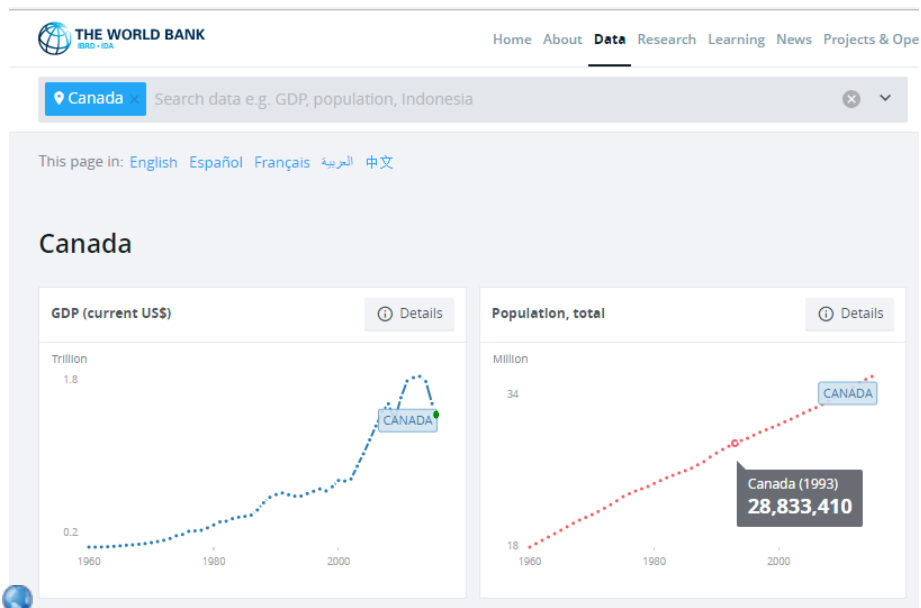 THE WORLD BANK
IBRD • IDA
Home About Data Research Learning News Projects & Ope
Canada × Search data e.g. GDP, population, Indonesia
This page in: English Español Français العربية 中文
Canada
GDP (current US$) Details
Trillion
1.8
CANADA
0.2
1960 1980 2000
Population, total Details
Million
34
CANADA
Canada (1993)
28,833,410
18
1960 1980 2000